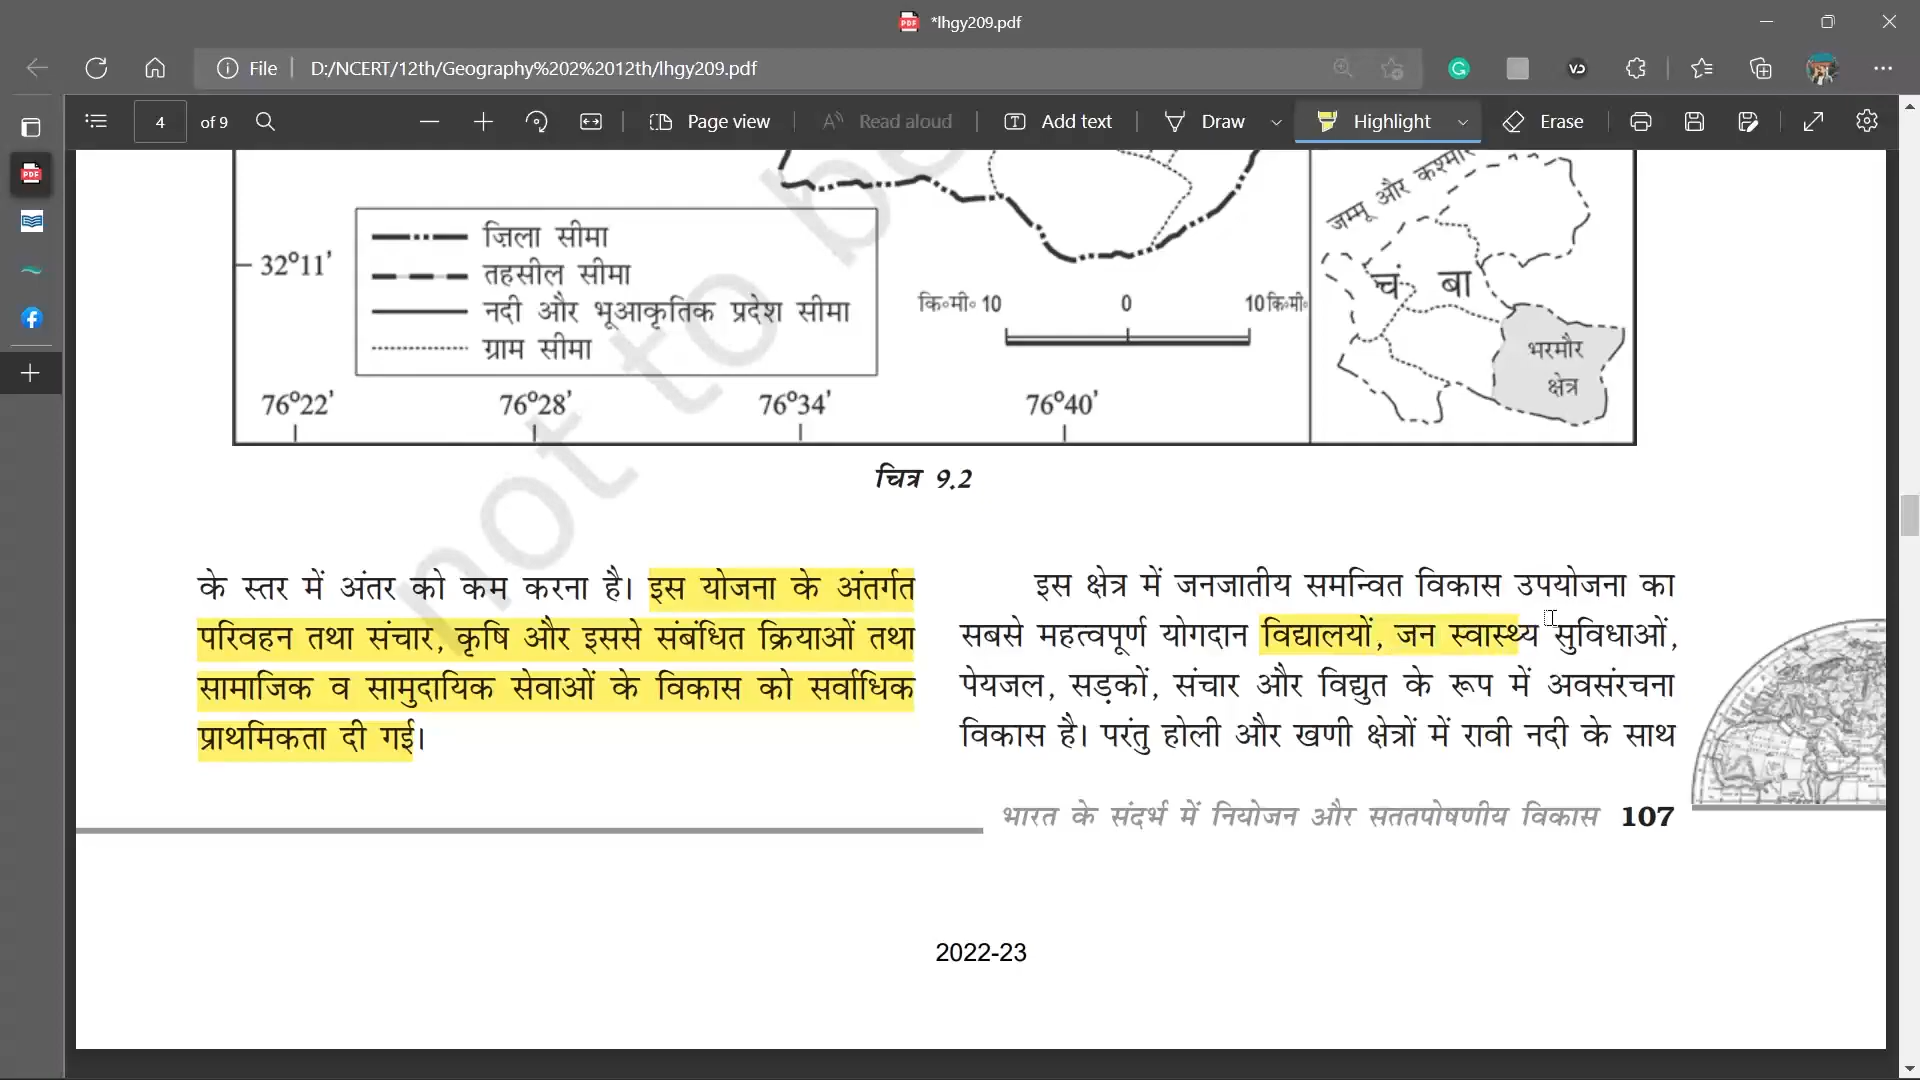 *lhgy209.pdf
File
D:/NCERT/12th/Geography%202%2012th/lhgy209.pdf
4 of 9
Page view
Read aloud
Add text
Draw
Highlight
Erase
जम्मू और कश्मीर
ज़िला सीमा
तहसील सीमा
नदी और भूआकृतिक प्रदेश सीमा
ग्राम सीमा
32°11'
कि॰मी॰ 10 0 10 कि॰मी॰
चं बा
भरमौर
क्षेत्र
76°22' 76°28' 76°34' 76°40'
not to be
चित्र 9.2
के स्तर में अंतर को कम करना है। इस योजना के अंतर्गत
परिवहन तथा संचार, कृषि और इससे संबंधित क्रियाओं तथा
सामाजिक व सामुदायिक सेवाओं के विकास को सर्वाधिक
प्राथमिकता दी गई।
इस क्षेत्र में जनजातीय समन्वित विकास उपयोजना का
सबसे महत्वपूर्ण योगदान विद्यालयों, जन स्वास्थ्य सुविधाओं,
पेयजल, सड़कों, संचार और विद्युत के रूप में अवसंरचना
विकास है। परंतु होली और खणी क्षेत्रों में रावी नदी के साथ
भारत के संदर्भ में नियोजन और सततपोषणीय विकास 107
2022-23